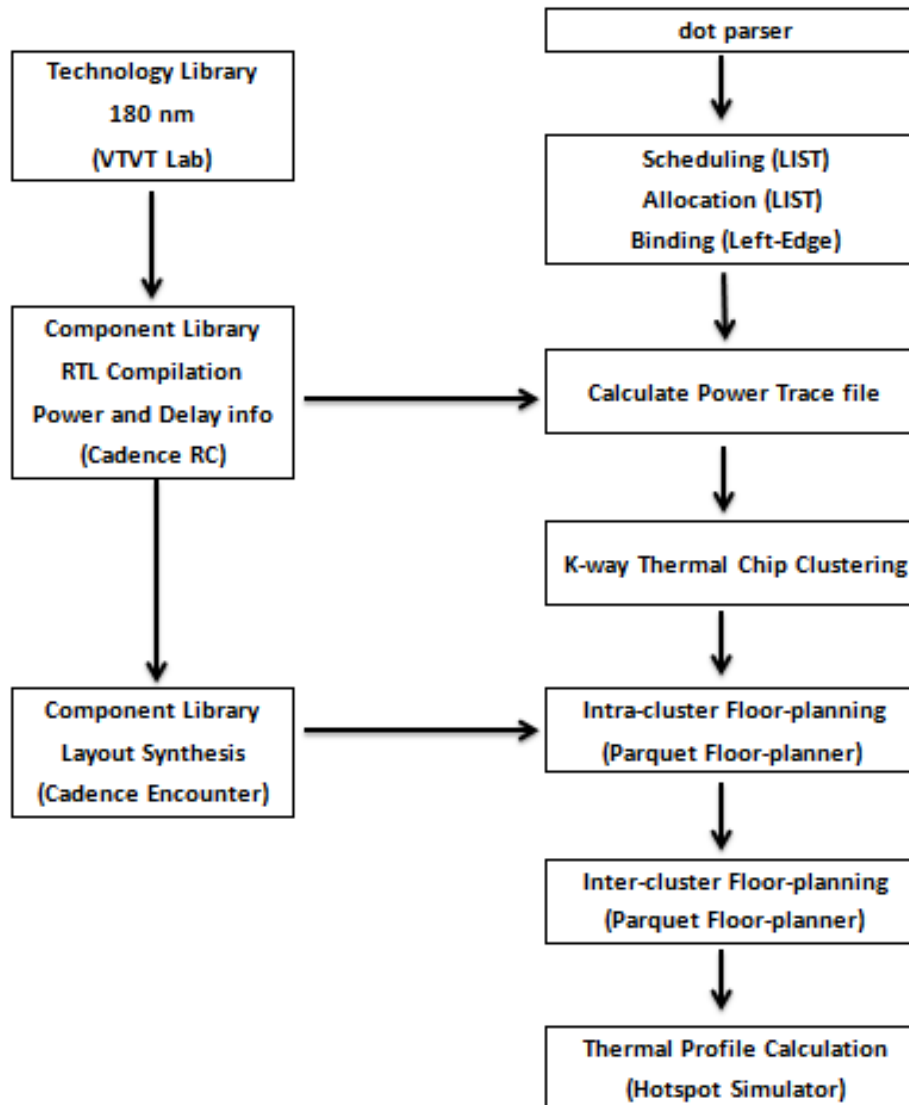 dot parser
Technology Library
180 nm
(VTVT Lab)
Scheduling (LIST)
Allocation (LIST)
Binding (Left-Edge)
Component Library
RTL Compilation
Power and Delay info
(Cadence RC)
Calculate Power Trace file
K-way Thermal Chip Clustering
Component Library
Layout Synthesis
(Cadence Encounter)
Intra-cluster Floor-planning
(Parquet Floor-planner)
Inter-cluster Floor-planning
(Parquet Floor-planner)
Thermal Profile Calculation
(Hotspot Simulator)